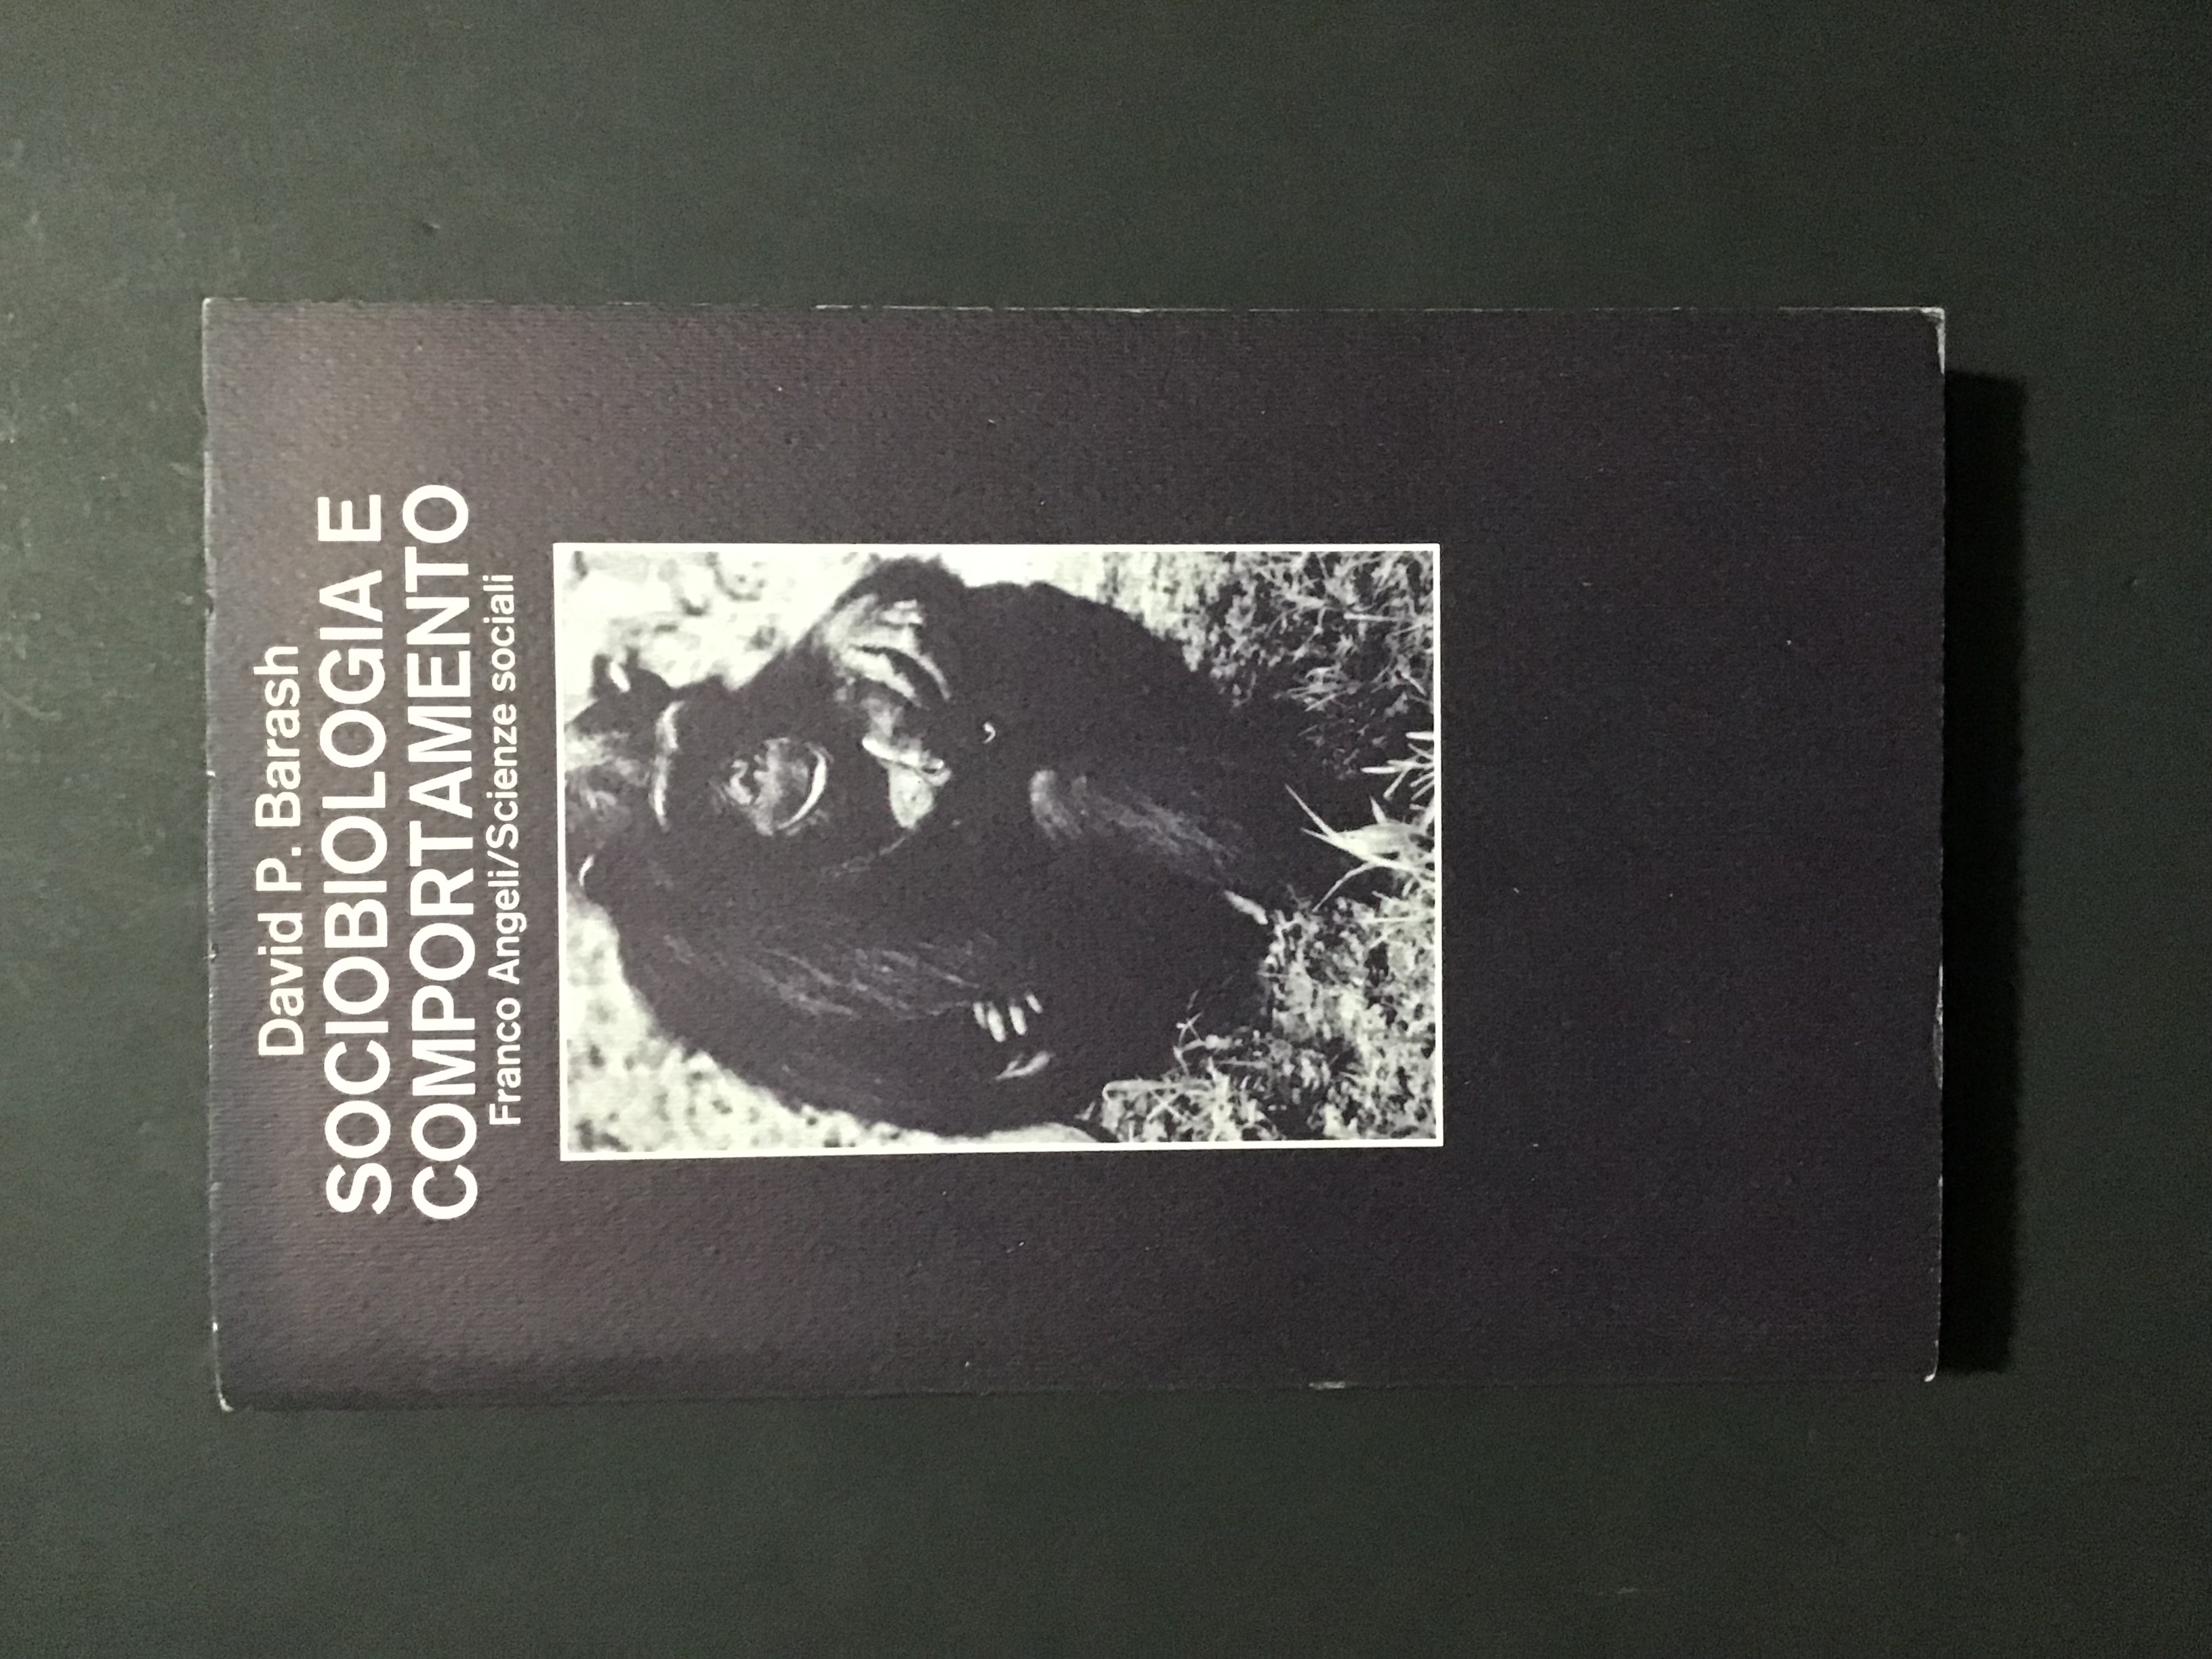 David P. Barash
SOCIOBIOLOGIA E
COMPORTAMENTO
Franco Angeli/Scienze sociali